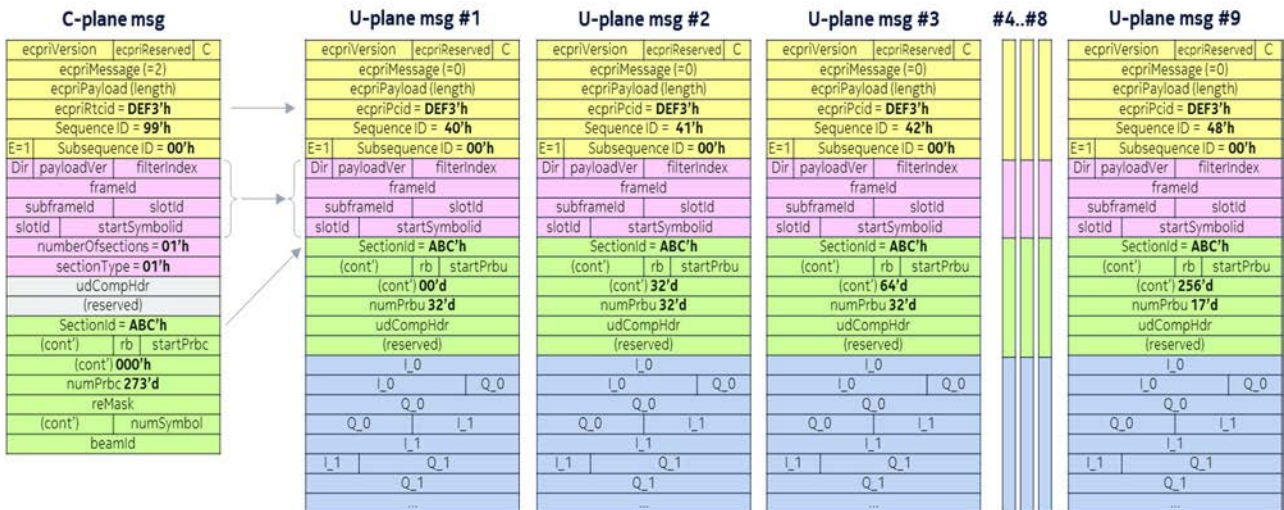 C-plane msg
ecpriVersion ecpriReserved C
ecpriMessage (=2)
ecpriPayload (length)
ecpriRtcid = DEF3'h
Sequence ID = 99'h
E=1 Subsequence ID = 00'h
Dir payloadVer filterIndex
frameId
subframeId slotId
slotId startSymbolid
numberOfsections = 01'h
sectionType = 01'h
udCompHdr
(reserved)
SectionId = ABC'h
(cont') rb startPrbc
(cont') 000'h
numPrbc 273'd
reMask
(cont') numSymbol
beamId
U-plane msg #1
ecpriVersion ecpriReserved C
ecpriMessage (=0)
ecpriPayload (length)
ecpriPcid = DEF3'h
Sequence ID = 40'h
E=1 Subsequence ID = 00'h
Dir payloadVer filterIndex
frameId
subframeId slotId
slotId startSymbolid
SectionId = ABC'h
(cont') rb startPrbu
(cont') 00'd
numPrbu 32'd
udCompHdr
(reserved)
I_0
I_0 Q_0
Q_0
Q_0 I_1
I_1
I_1 Q_1
Q_1
...
U-plane msg #2
ecpriVersion ecpriReserved C
ecpriMessage (=0)
ecpriPayload (length)
ecpriPcid = DEF3'h
Sequence ID = 41'h
E=1 Subsequence ID = 00'h
Dir payloadVer filterIndex
frameId
subframeId slotId
slotId startSymbolid
SectionId = ABC'h
(cont') rb startPrbu
(cont') 32'd
numPrbu 32'd
udCompHdr
(reserved)
I_0
I_0 Q_0
Q_0
Q_0 I_1
I_1
I_1 Q_1
Q_1
...
U-plane msg #3
ecpriVersion ecpriReserved C
ecpriMessage (=0)
ecpriPayload (length)
ecpriPcid = DEF3'h
Sequence ID = 42'h
E=1 Subsequence ID = 00'h
Dir payloadVer filterIndex
frameId
subframeId slotId
slotId startSymbolid
SectionId = ABC'h
(cont') rb startPrbu
(cont') 64'd
numPrbu 32'd
udCompHdr
(reserved)
I_0
I_0 Q_0
Q_0
Q_0 I_1
I_1
I_1 Q_1
Q_1
...
#4..#8
U-plane msg #9
ecpriVersion ecpriReserved C
ecpriMessage (=0)
ecpriPayload (length)
ecpriPcid = DEF3'h
Sequence ID = 48'h
E=1 Subsequence ID = 00'h
Dir payloadVer filterIndex
frameId
subframeId slotId
slotId startSymbolid
SectionId = ABC'h
(cont') rb startPrbu
(cont') 256'd
numPrbu 17'd
udCompHdr
(reserved)
I_0
I_0 Q_0
Q_0
Q_0 I_1
I_1
I_1 Q_1
Q_1
...